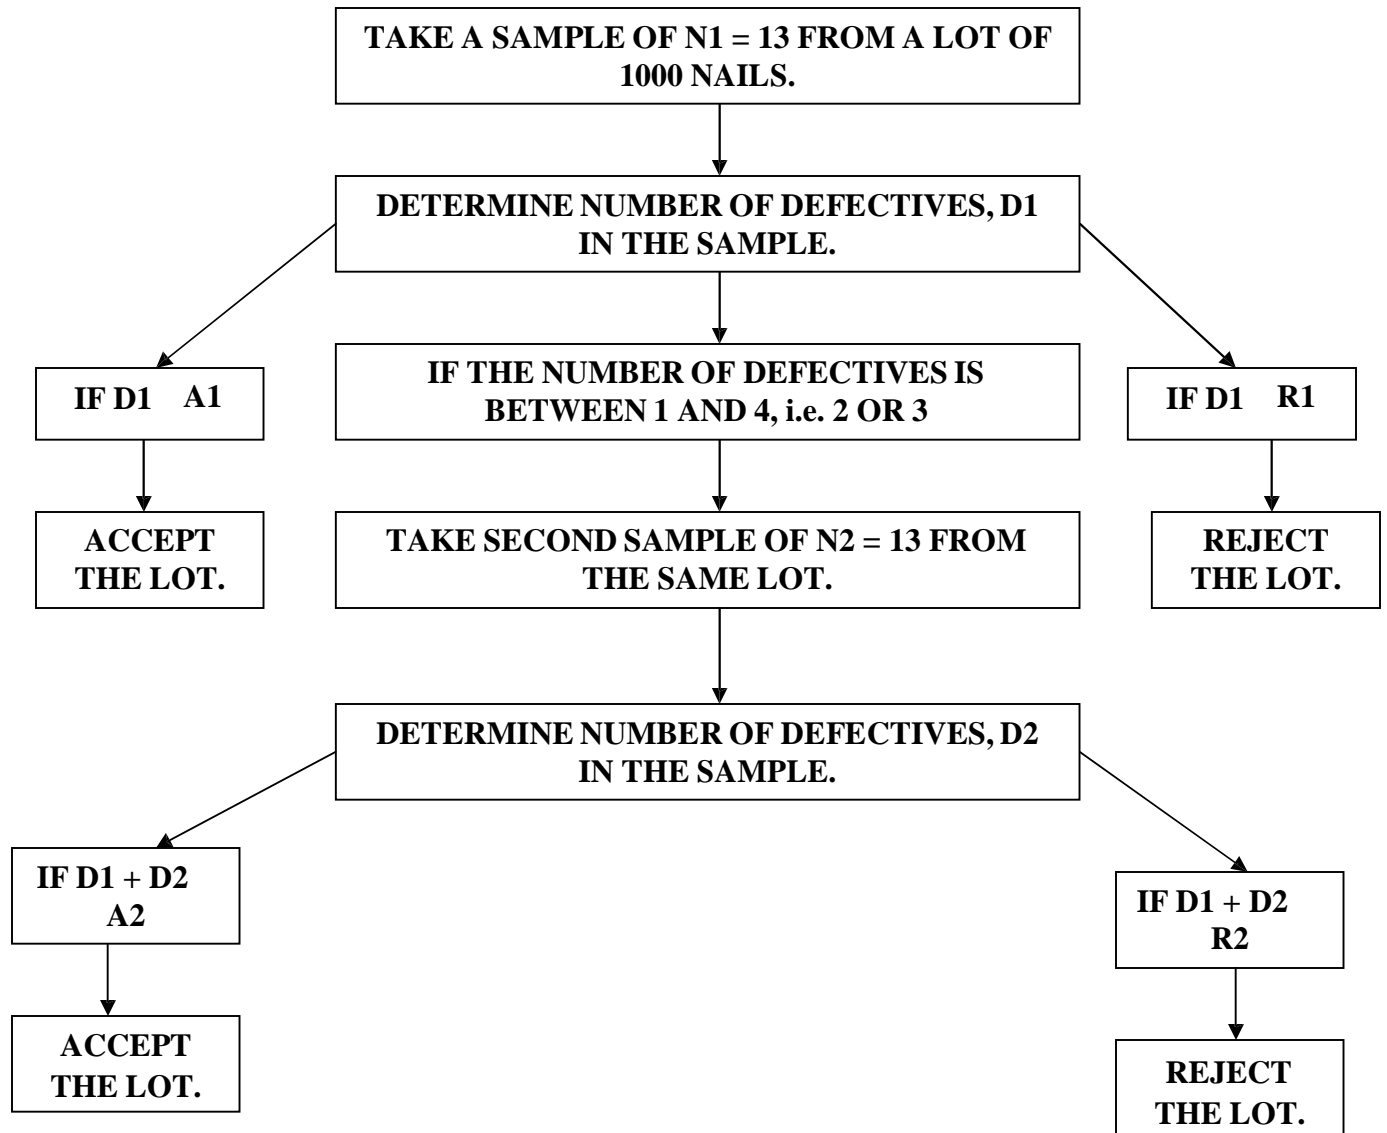 TAKE A SAMPLE OF N1 = 13 FROM A LOT OF
1000 NAILS.
DETERMINE NUMBER OF DEFECTIVES, D1
IN THE SAMPLE.
IF D1 A1
IF THE NUMBER OF DEFECTIVES IS
BETWEEN 1 AND 4, i.e. 2 OR 3
IF D1 R1
ACCEPT
THE LOT.
TAKE SECOND SAMPLE OF N2 = 13 FROM
THE SAME LOT.
REJECT
THE LOT.
DETERMINE NUMBER OF DEFECTIVES, D2
IN THE SAMPLE.
IF D1 + D2
A2
IF D1 + D2
R2
ACCEPT
THE LOT.
REJECT
THE LOT.